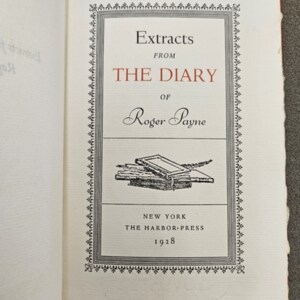 Extracts
FROM
THE DIARY
OF
Roger Payne
NEW YORK
THE HARBOR-PRESS
1928